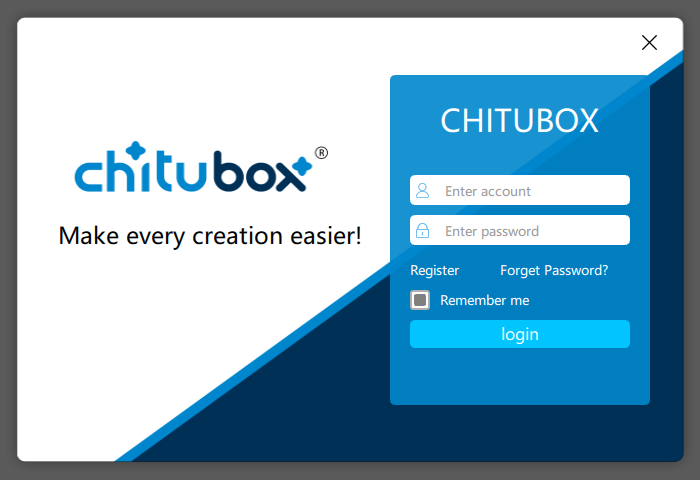 chitubox®
Make every creation easier!
CHITUBOX
Enter account
Enter password
Register Forget Password?
Remember me
login